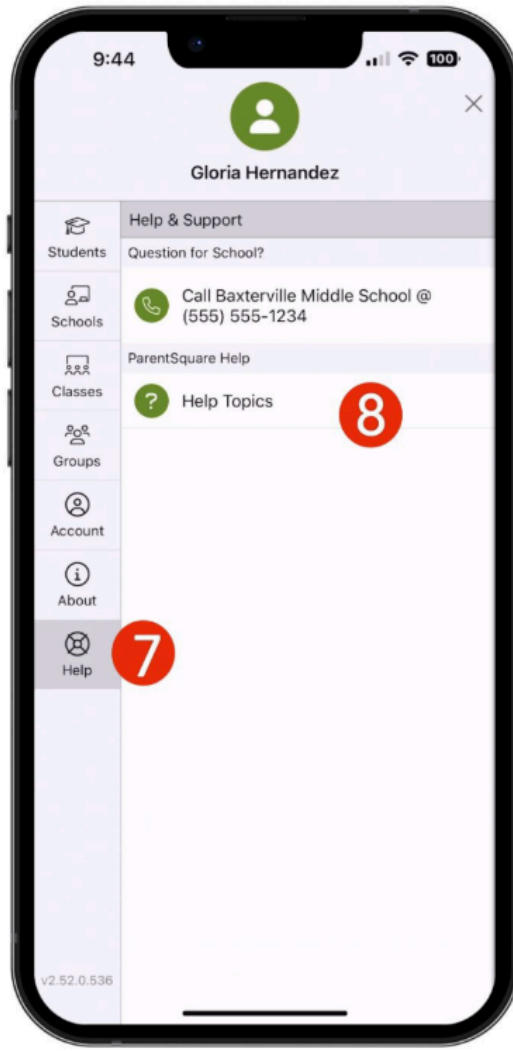 9:44
100
Gloria Hernandez
Students
Schools
Classes
Groups
Account
About
Help
7
v2.52.0.536
Help & Support
Question for School?
Call Baxterville Middle School @
(555) 555-1234
ParentSquare Help
? Help Topics
8